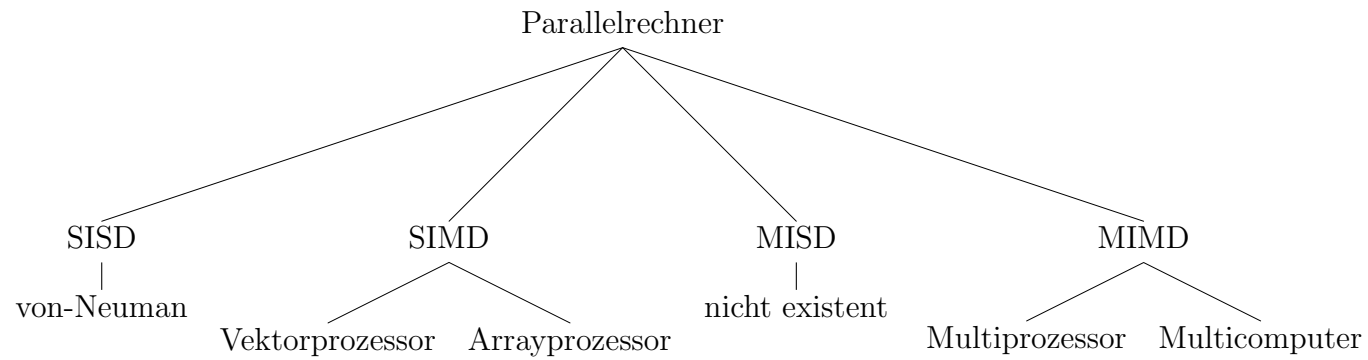 Parallelrechner
SISD SIMD MISD MIMD
von-Neuman nicht existent
Vektorprozessor Arrayprozessor Multiprozessor Multicomputer